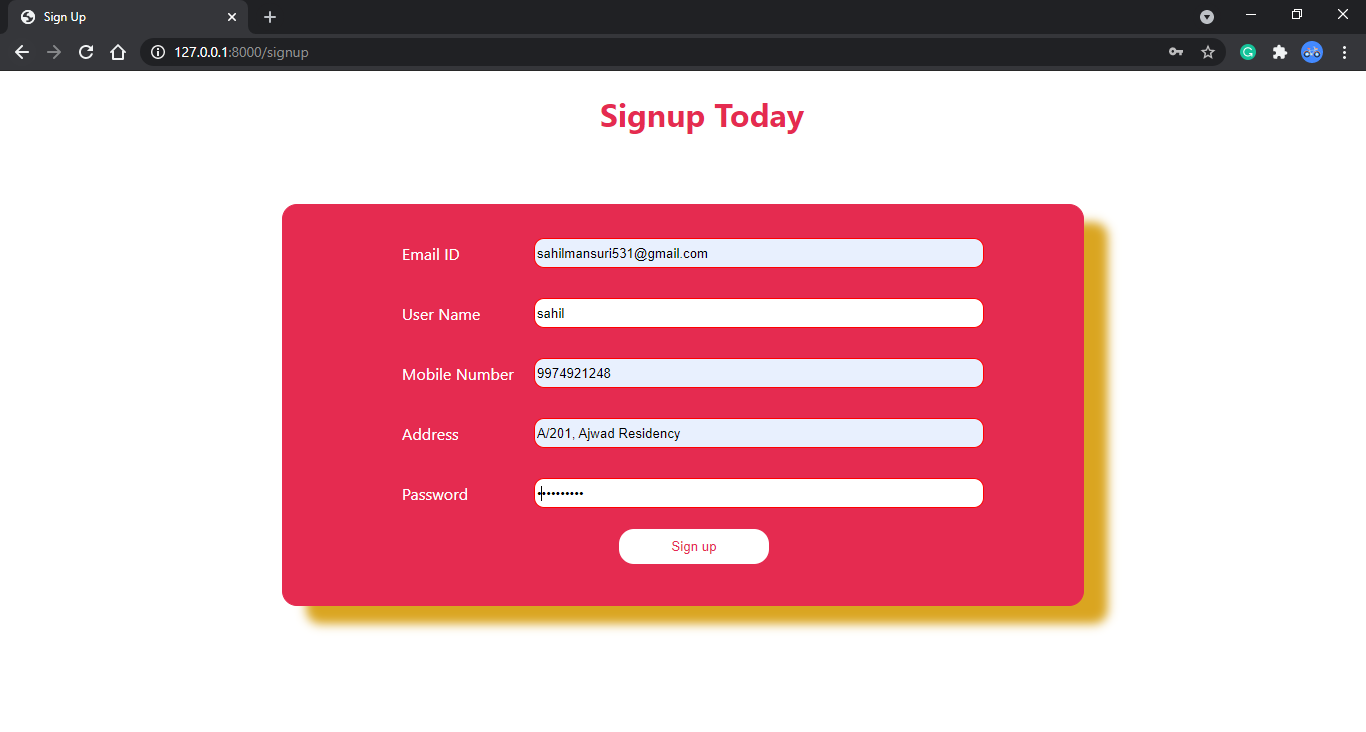 Sign Up
127.0.0.1:8000/signup
Signup Today
Email ID sahilmansuri531@gmail.com
User Name sahil
Mobile Number 9974921248
Address A/201, Ajwad Residency
Password ••••••••••
Sign up